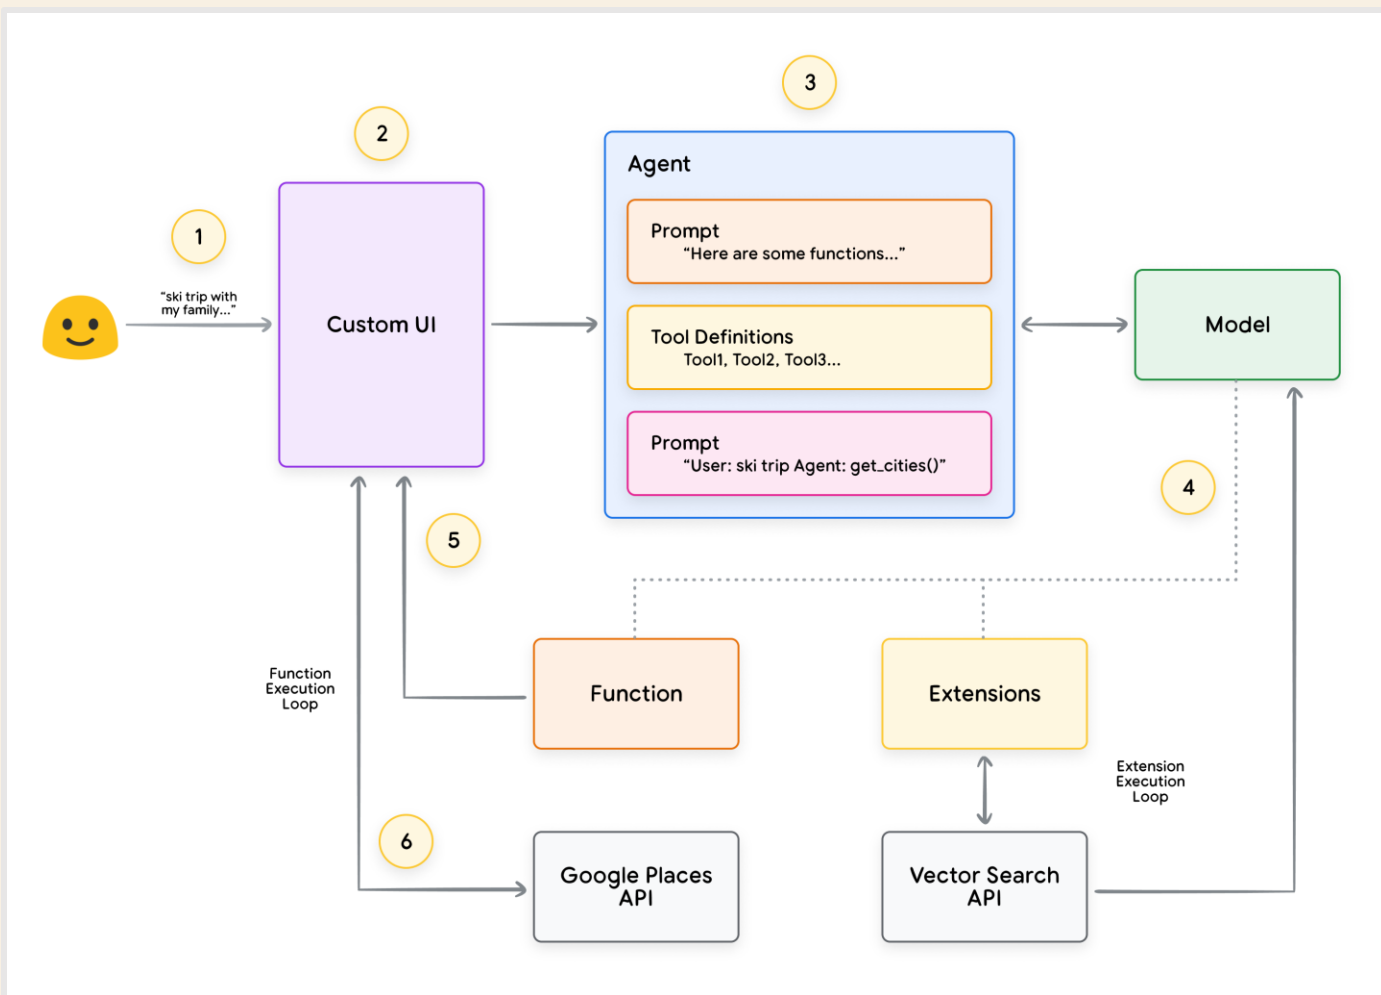 3
2
1
Agent
Prompt
“Here are some functions...”
“ski trip with
my family...”
Custom UI
Tool Definitions
Tool1, Tool2, Tool3...
Model
Prompt
“User: ski trip Agent: get_cities()”
4
5
Function
Execution
Loop
Function
Extensions
Extension
Execution
Loop
6
Google Places
API
Vector Search
API